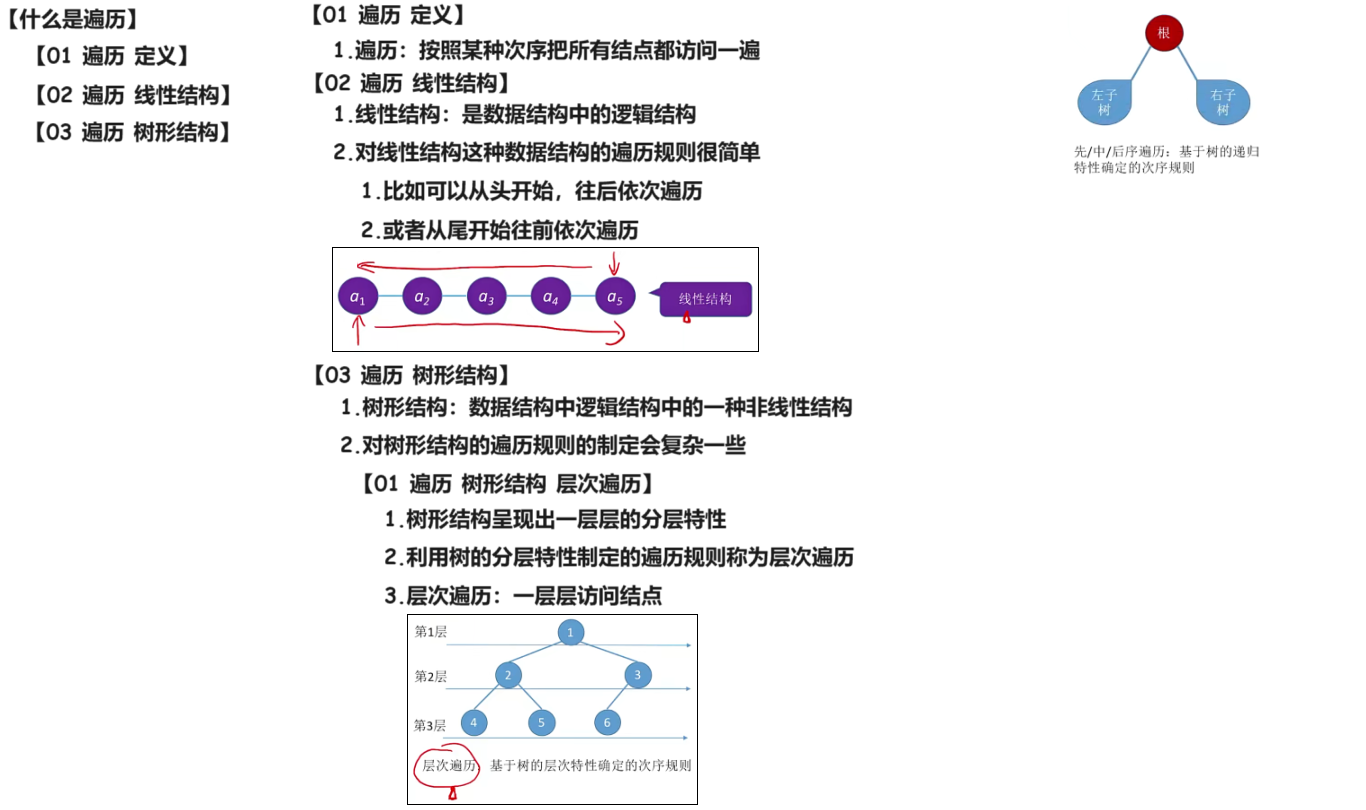 【什么是遍历】
【01 遍历 定义】
【02 遍历 线性结构】
【03 遍历 树形结构】
【01 遍历 定义】
1.遍历：按照某种次序把所有结点都访问一遍
【02 遍历 线性结构】
1.线性结构：是数据结构中的逻辑结构
2.对线性结构这种数据结构的遍历规则很简单
1.比如可以从头开始，往后依次遍历
2.或者从尾开始往前依次遍历
a1 a2 a3 a4 a5 线性结构
【03 遍历 树形结构】
1.树形结构：数据结构中逻辑结构中的一种非线性结构
2.对树形结构的遍历规则的制定会复杂一些
【01 遍历 树形结构 层次遍历】
1.树形结构呈现出一层层的分层特性
2.利用树的分层特性制定的遍历规则称为层次遍历
3.层次遍历：一层层访问结点
第1层 1
第2层 2 3
第3层 4 5 6
层次遍历：基于树的层次特性确定的次序规则
根
左子
树
右子
树
先/中/后序遍历：基于树的递归
特性确定的次序规则